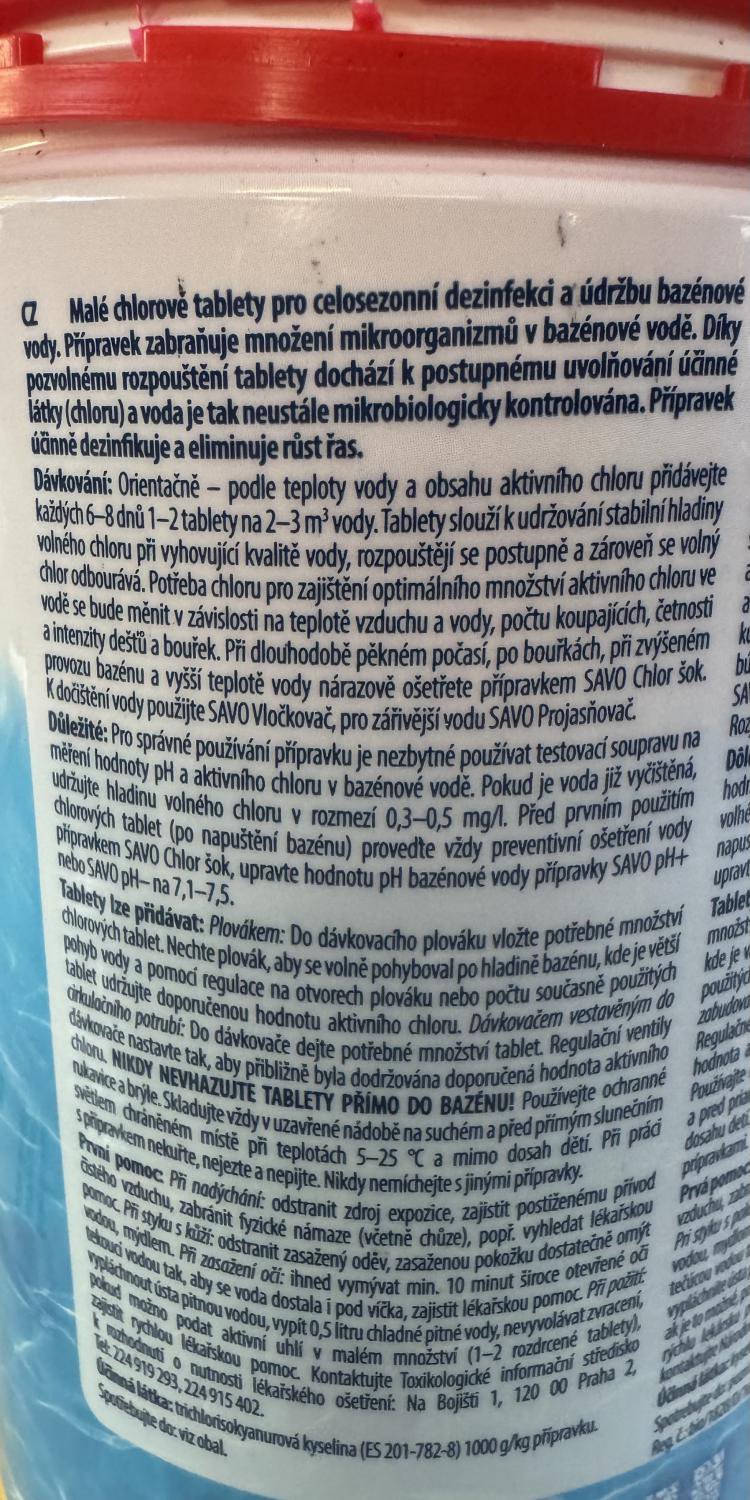 CZ Malé chlorové tablety pro celosezonní dezinfekci a údržbu bazénové
vody. Přípravek zabraňuje množení mikroorganizmů v bazénové vodě. Díky
pozvolnému rozpouštění tablety dochází k postupnému uvolňování účinné
látky (chloru) a voda je tak neustále mikrobiologicky kontrolována. Přípravek
účinně dezinfikuje a eliminuje růst řas.
Dávkování: Orientačně – podle teploty vody a obsahu aktivního chloru přidávejte
každých 6–8 dnů 1–2 tablety na 2–3 m³ vody. Tablety slouží k udržování stabilní hladiny
volného chloru při vyhovující kvalitě vody, rozpouštějí se postupně a zároveň se volný
chlor odbourává. Potřeba chloru pro zajištění optimálního množství aktivního chloru ve
vodě se bude měnit v závislosti na teplotě vzduchu a vody, počtu koupajících, četnosti
a intenzity dešťů a bouřek. Při dlouhodobě pěkném počasí, po bouřkách, při zvýšeném
provozu bazénu a vyšší teplotě vody nárazově ošetřete přípravkem SAVO Chlor šok.
K dočištění vody použijte SAVO Vločkovač, pro zářivější vodu SAVO Projasňovač.
Důležité: Pro správné používání přípravku je nezbytné používat testovací soupravu na
měření hodnoty pH a aktivního chloru v bazénové vodě. Pokud je voda již vyčištěná,
udržujte hladinu volného chloru v rozmezí 0,3–0,5 mg/l. Před prvním použitím
chlorových tablet (po napuštění bazénu) proveďte vždy preventivní ošetření vody
přípravkem SAVO Chlor šok, upravte hodnotu pH bazénové vody přípravky SAVO pH+
nebo SAVO pH– na 7,1–7,5.
Tablety lze přidávat: Plovákem: Do dávkovacího plováku vložte potřebné množství
chlorových tablet. Nechte plovák, aby se volně pohyboval po hladině bazénu, kde je větší
pohyb vody a pomocí regulace na otvorech plováku nebo počtu současně použitých
tablet udržujte doporučenou hodnotu aktivního chloru. Dávkovačem vestavěným do
cirkulačního potrubí: Do dávkovače dejte potřebné množství tablet. Regulační ventily
dávkovače nastavte tak, aby přibližně byla dodržována doporučená hodnota aktivního
chloru. NIKDY NEVHAZUJTE TABLETY PŘÍMO DO BAZÉNU! Používejte ochranné
rukavice a brýle. Skladujte vždy v uzavřené nádobě na suchém a před přímým slunečním
světlem chráněném místě při teplotách 5–25 °C a mimo dosah dětí. Při práci
s přípravkem nekuřte, nejezte a nepijte. Nikdy nemíchejte s jinými přípravky.
První pomoc: Při nadýchání: odstranit zdroj expozice, zajistit postiženému přívod
čistého vzduchu, zabránit fyzické námaze (včetně chůze), popř. vyhledat lékařskou
pomoc. Při styku s kůží: odstranit zasažený oděv, zasaženou pokožku dostatečně omýt
vodou, mýdlem. Při zasažení očí: ihned vymývat min. 10 minut široce otevřené oči
tekoucí vodou tak, aby se voda dostala i pod víčka, zajistit lékařskou pomoc. Při požití:
vypláchnout ústa pitnou vodou, vypít 0,5 litru chladné pitné vody, nevyvolávat zvracení,
pokud možno podat aktivní uhlí v malém množství (1–2 rozdrcené tablety),
zajistit rychlou lékařskou pomoc. Kontaktujte Toxikologické informační středisko
k rozhodnutí o nutnosti lékařského ošetření: Na Bojišti 1, 120 00 Praha 2,
Tel: 224 919 293, 224 915 402.
Účinná látka: trichlorisokyanurová kyselina (ES 201-782-8) 1000 g/kg přípravku.
Spotřebujte do: viz obal.